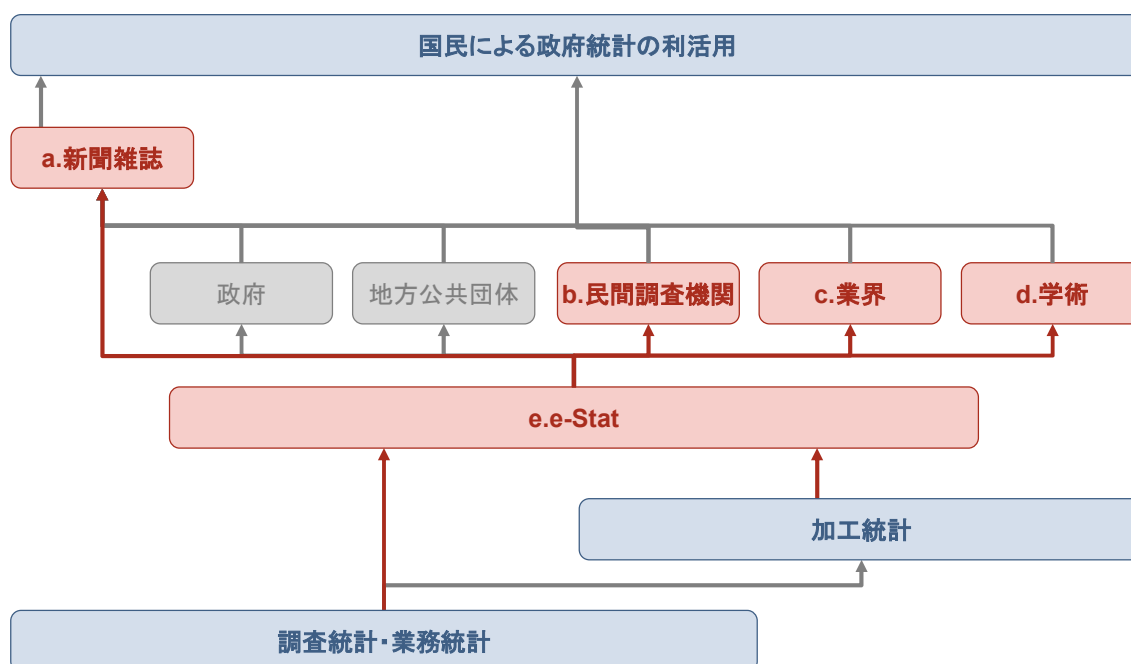 国民による政府統計の利活用
a.新聞雑誌
政府
地方公共団体
b.民間調査機関
c.業界
d.学術
e.e-Stat
加工統計
調査統計・業務統計